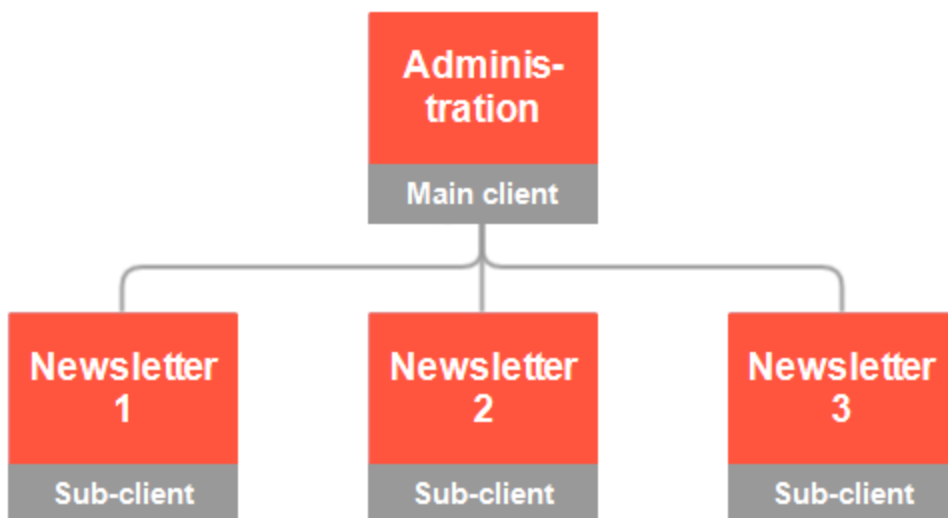 Adminis-
tration
Main client
Newsletter
1
Sub-client
Newsletter
2
Sub-client
Newsletter
3
Sub-client